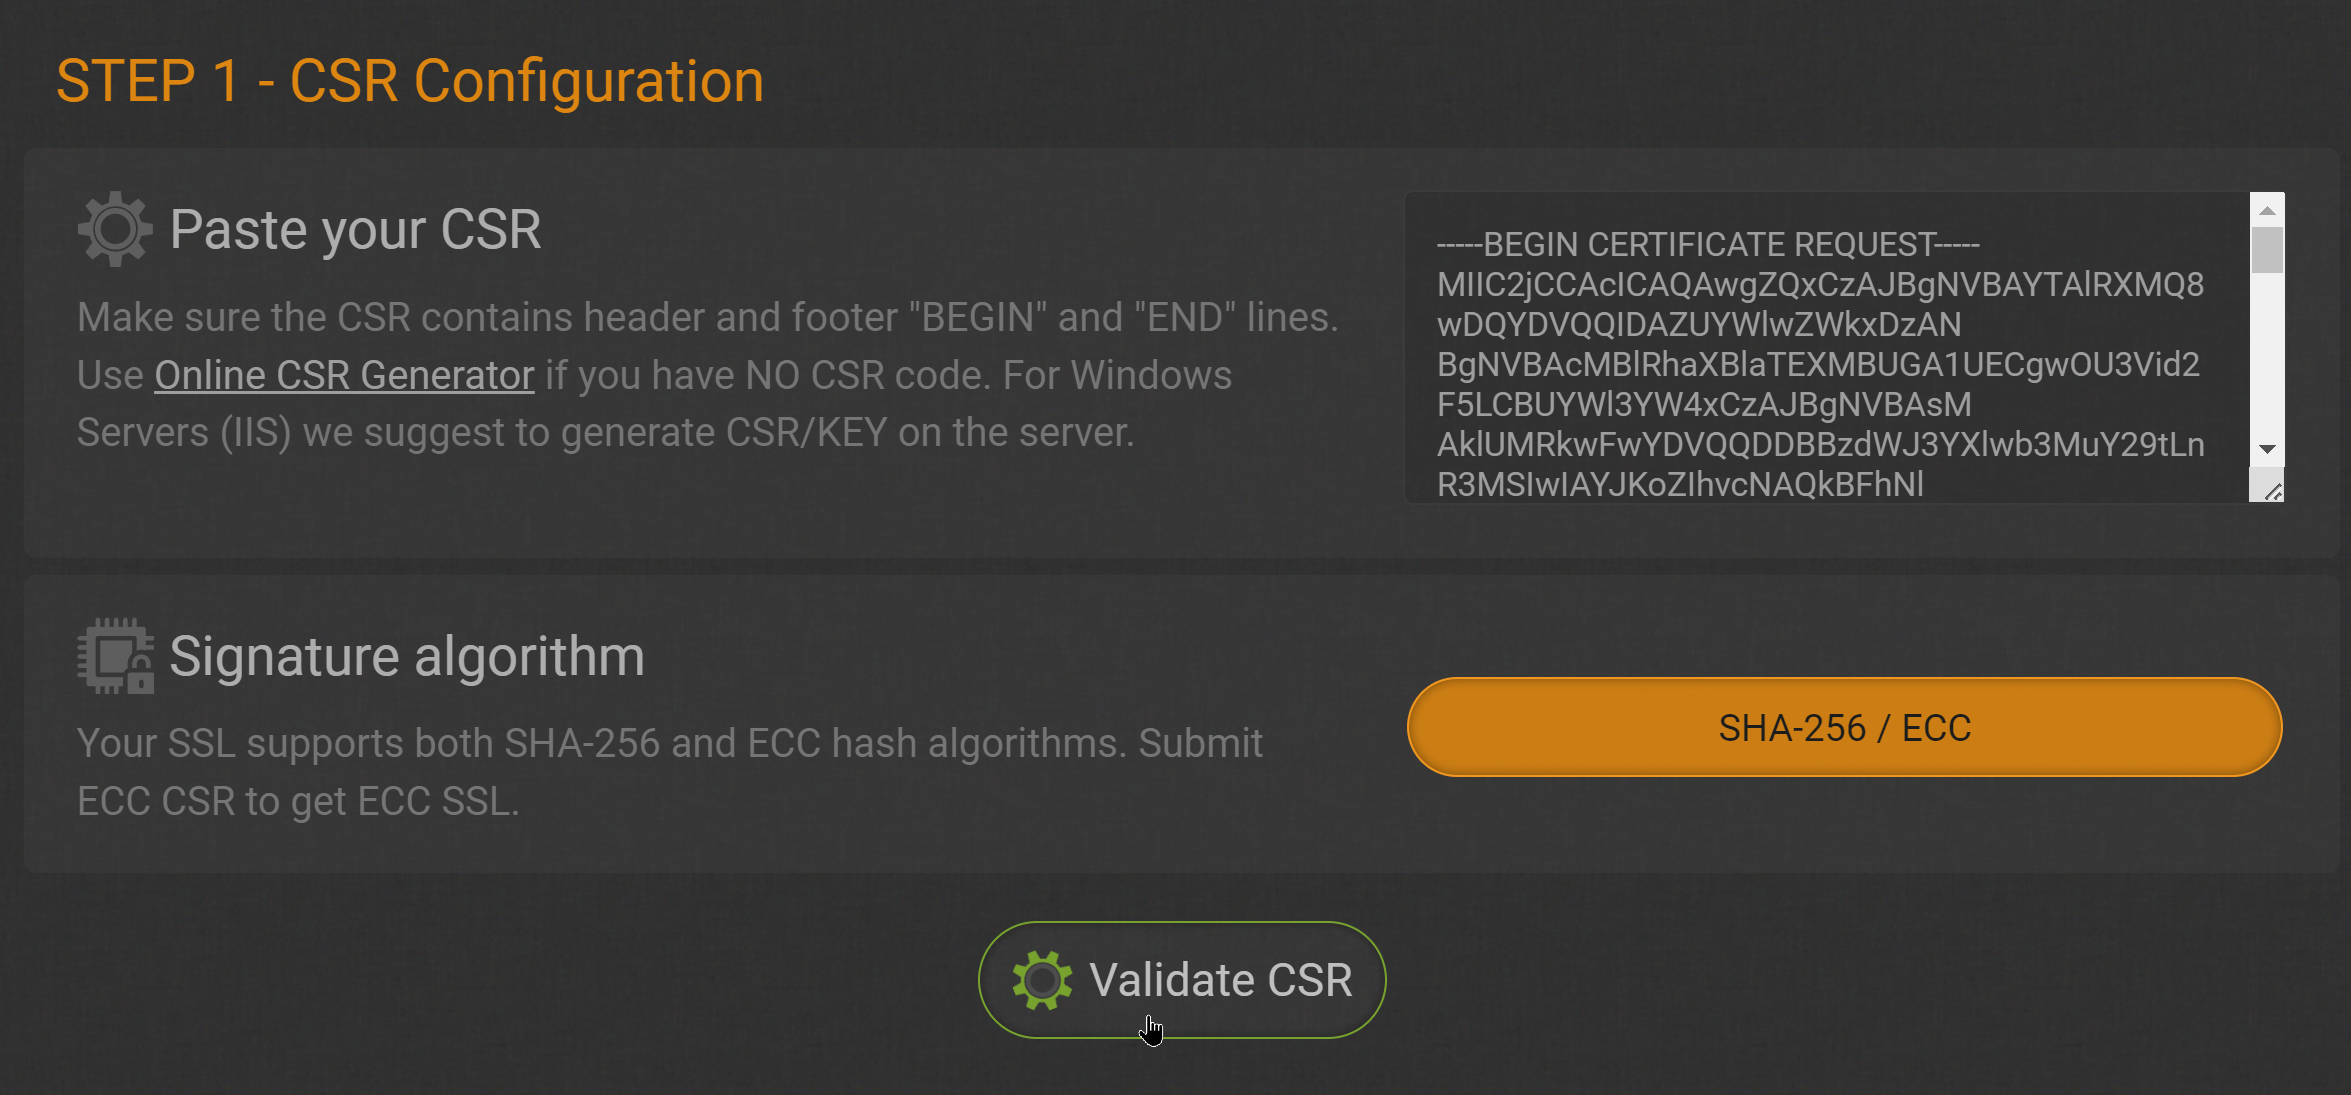 STEP 1 - CSR Configuration
Paste your CSR
Make sure the CSR contains header and footer "BEGIN" and "END" lines.
Use Online CSR Generator if you have NO CSR code. For Windows
Servers (IIS) we suggest to generate CSR/KEY on the server.
-----BEGIN CERTIFICATE REQUEST-----
MIIC2jCCAcICAQAwgZQxCzAJBgNVBAYTAlRXMQ8
wDQYDVQQIDAZUYWlwZWkxDzAN
BgNVBAcMBlRhaXBlaTEXMBUGA1UECgwOU3Vid2
F5LCBUYWl3YW4xCzAJBgNVBAsM
AklUMRkwFwYDVQQDDBBzdWJ3YXlwb3MuY29tLn
R3MSIwIAYJKoZIhvcNAQkBFhNl
Signature algorithm
Your SSL supports both SHA-256 and ECC hash algorithms. Submit
ECC CSR to get ECC SSL.
SHA-256 / ECC
Validate CSR